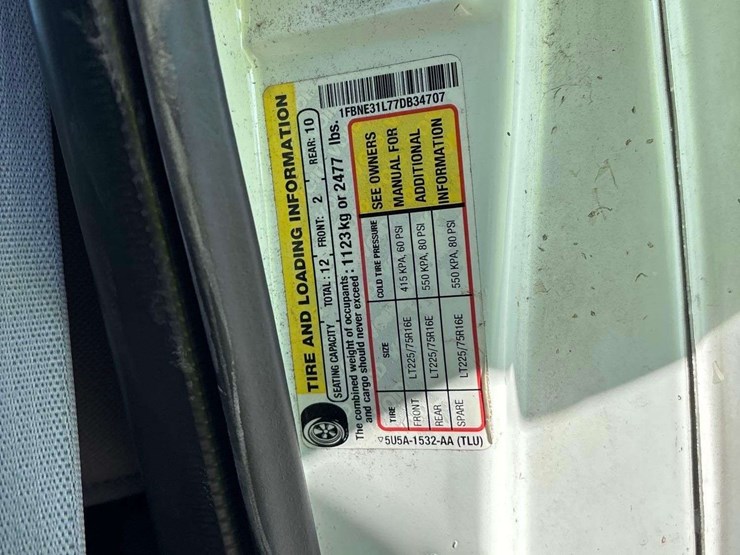 1FBNE31L77DB34707
TIRE AND LOADING INFORMATION
SEATING CAPACITY TOTAL: 12 FRONT: 2 REAR: 10
The combined weight of occupants : 1123kg or 2477 lbs.
and cargo should never exceed :
TIRE SIZE COLD TIRE PRESSURE
FRONT LT225/75R16E 415 KPA, 60 PSI
REAR LT225/75R16E 550 KPA, 80 PSI
SPARE LT225/75R16E 550 KPA, 80 PSI
SEE OWNERS
MANUAL FOR
ADDITIONAL
INFORMATION
5U5A-1532-AA (TLU)